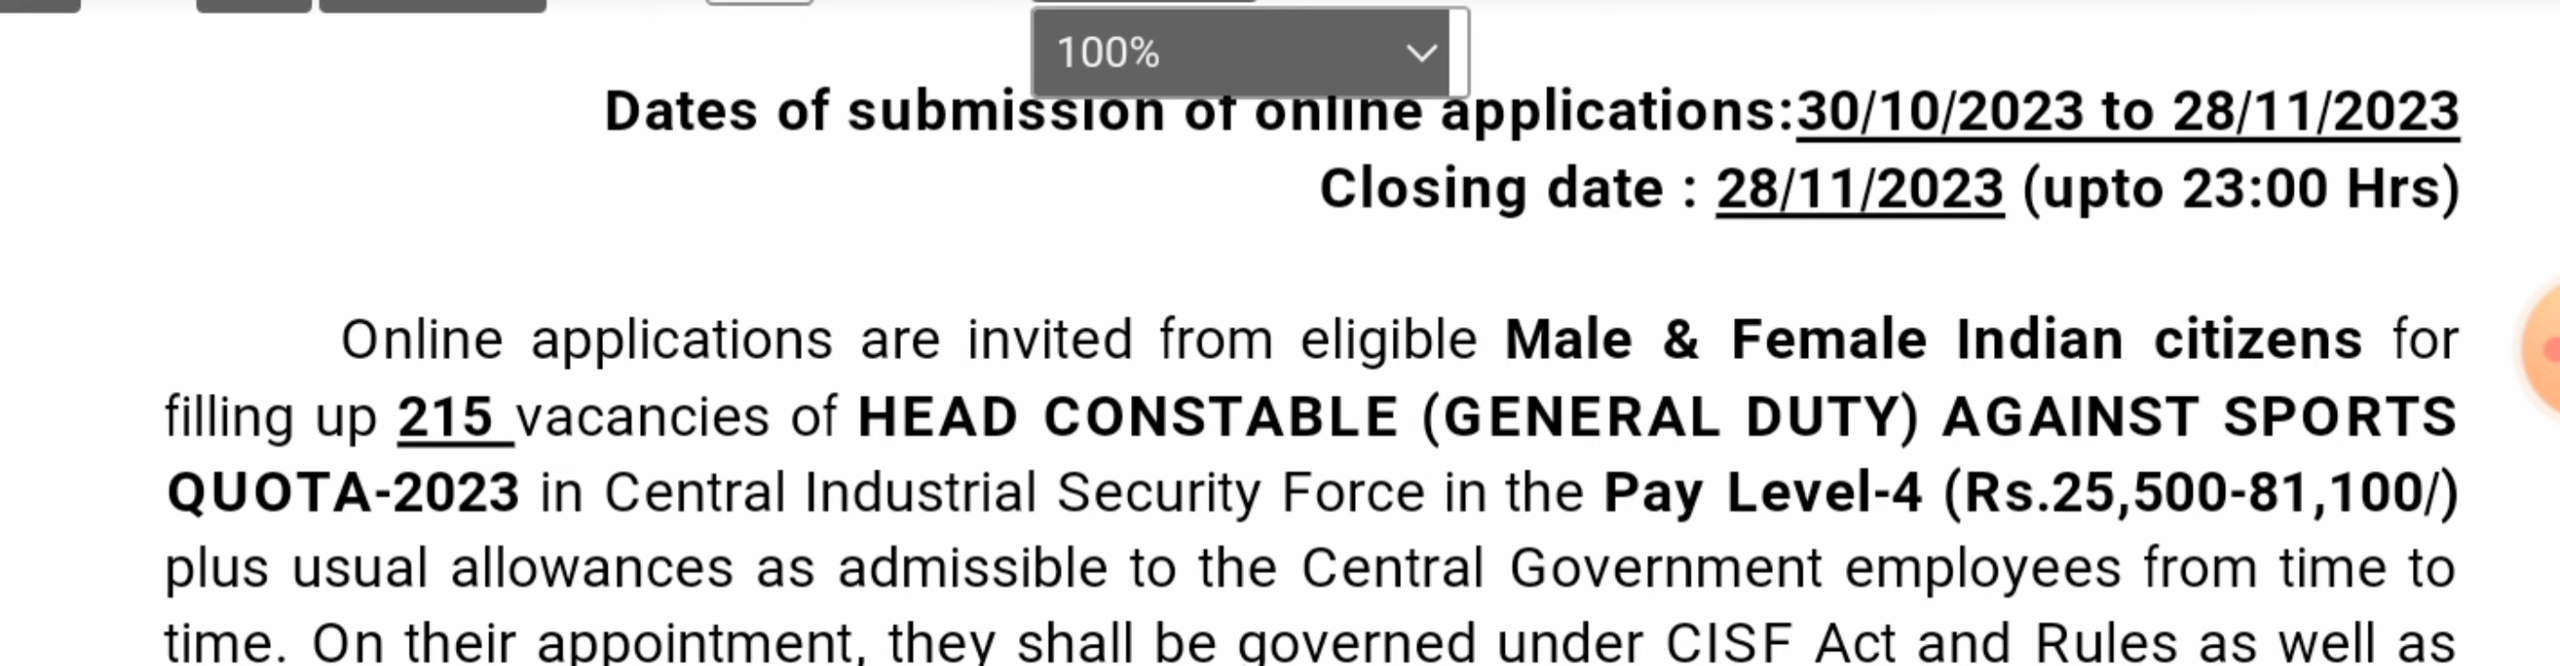 100%
Dates of submission of online applications:30/10/2023 to 28/11/2023
Closing date : 28/11/2023 (upto 23:00 Hrs)
Online applications are invited from eligible Male & Female Indian citizens for
filling up 215 vacancies of HEAD CONSTABLE (GENERAL DUTY) AGAINST SPORTS
QUOTA-2023 in Central Industrial Security Force in the Pay Level-4 (Rs.25,500-81,100/)
plus usual allowances as admissible to the Central Government employees from time to
time. On their appointment, they shall be governed under CISF Act and Rules as well as